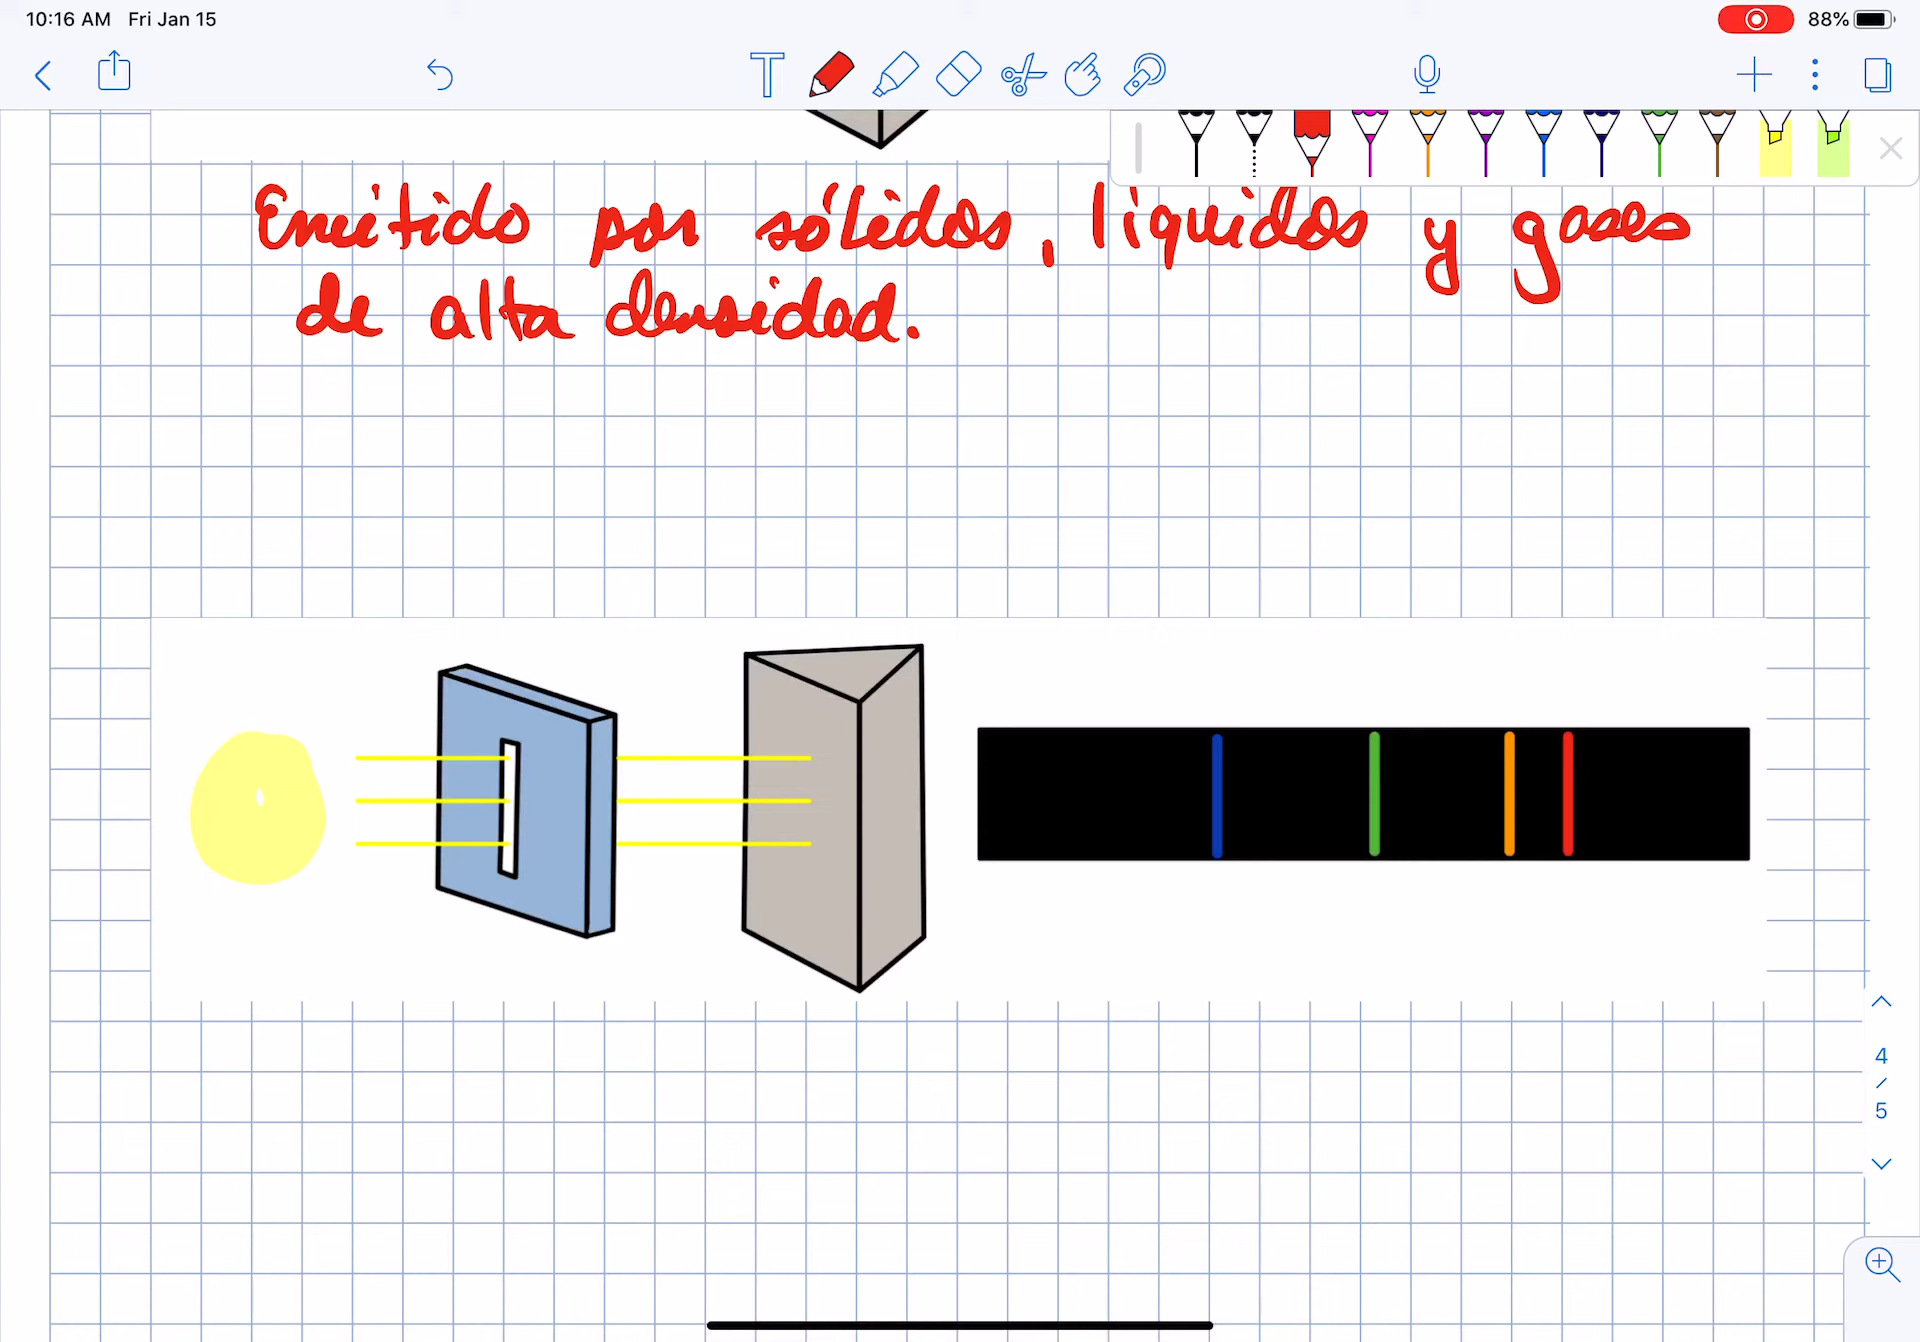 10:16 AM Fri Jan 15
88%
T
Emitido por sólidos, líquidos y gases
de alta densidad.
4
/
5